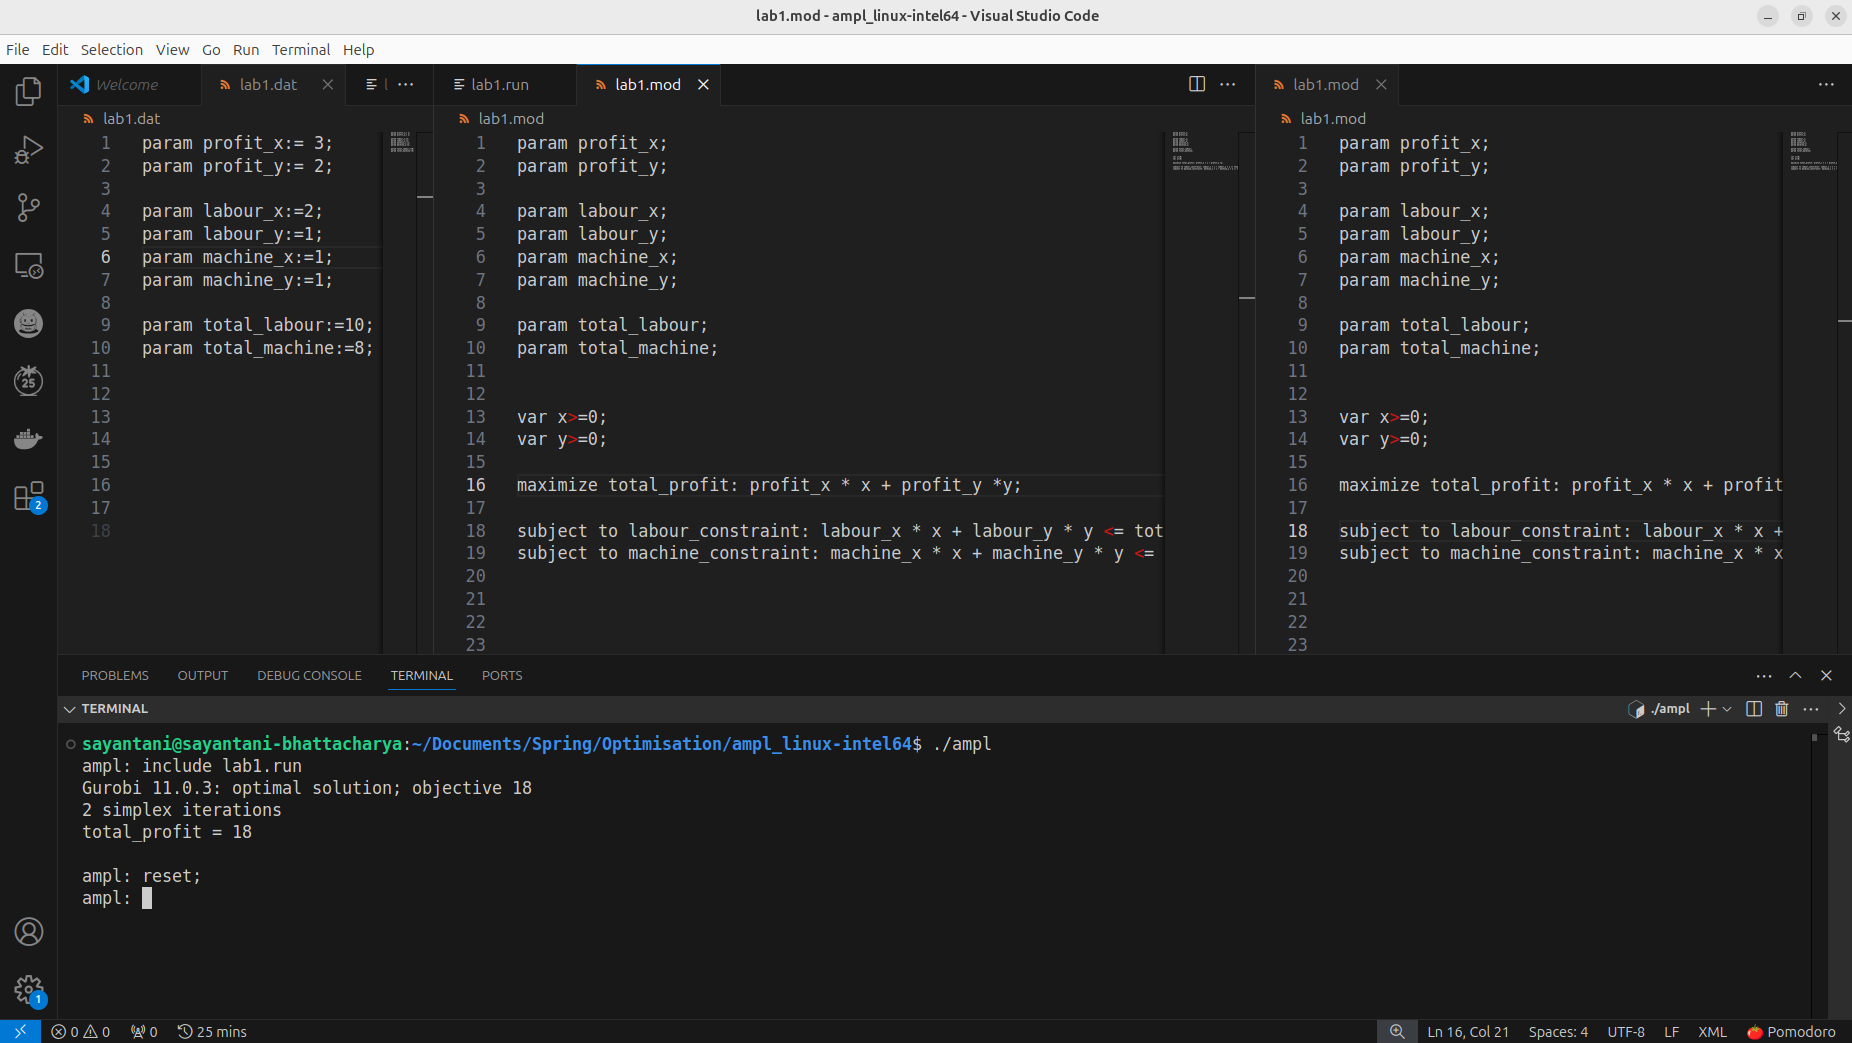 lab1.mod - ampl_linux-intel64 - Visual Studio Code
File Edit Selection View Go Run Terminal Help
Welcome lab1.dat l lab1.run lab1.mod lab1.mod
lab1.dat
1 param profit_x:= 3;
2 param profit_y:= 2;
3
4 param labour_x:=2;
5 param labour_y:=1;
6 param machine_x:=1;
7 param machine_y:=1;
8
9 param total_labour:=10;
10 param total_machine:=8;
11
12
13
14
15
16
17
18
lab1.mod
1 param profit_x;
2 param profit_y;
3
4 param labour_x;
5 param labour_y;
6 param machine_x;
7 param machine_y;
8
9 param total_labour;
10 param total_machine;
11
12
13 var x>=0;
14 var y>=0;
15
16 maximize total_profit: profit_x * x + profit_y *y;
17
18 subject to labour_constraint: labour_x * x + labour_y * y <= tot
19 subject to machine_constraint: machine_x * x + machine_y * y <=
20
21
22
23
lab1.mod
1 param profit_x;
2 param profit_y;
3
4 param labour_x;
5 param labour_y;
6 param machine_x;
7 param machine_y;
8
9 param total_labour;
10 param total_machine;
11
12
13 var x>=0;
14 var y>=0;
15
16 maximize total_profit: profit_x * x + profit
17
18 subject to labour_constraint: labour_x * x +
19 subject to machine_constraint: machine_x * x
20
21
22
23
25
2
1
PROBLEMS OUTPUT DEBUG CONSOLE TERMINAL PORTS
TERMINAL ./ampl
sayantani@sayantani-bhattacharya:~/Documents/Spring/Optimisation/ampl_linux-intel64$ ./ampl
ampl: include lab1.run
Gurobi 11.0.3: optimal solution; objective 18
2 simplex iterations
total_profit = 18
ampl: reset;
ampl:
0 0 0 25 mins Ln 16, Col 21 Spaces: 4 UTF-8 LF XML Pomodoro